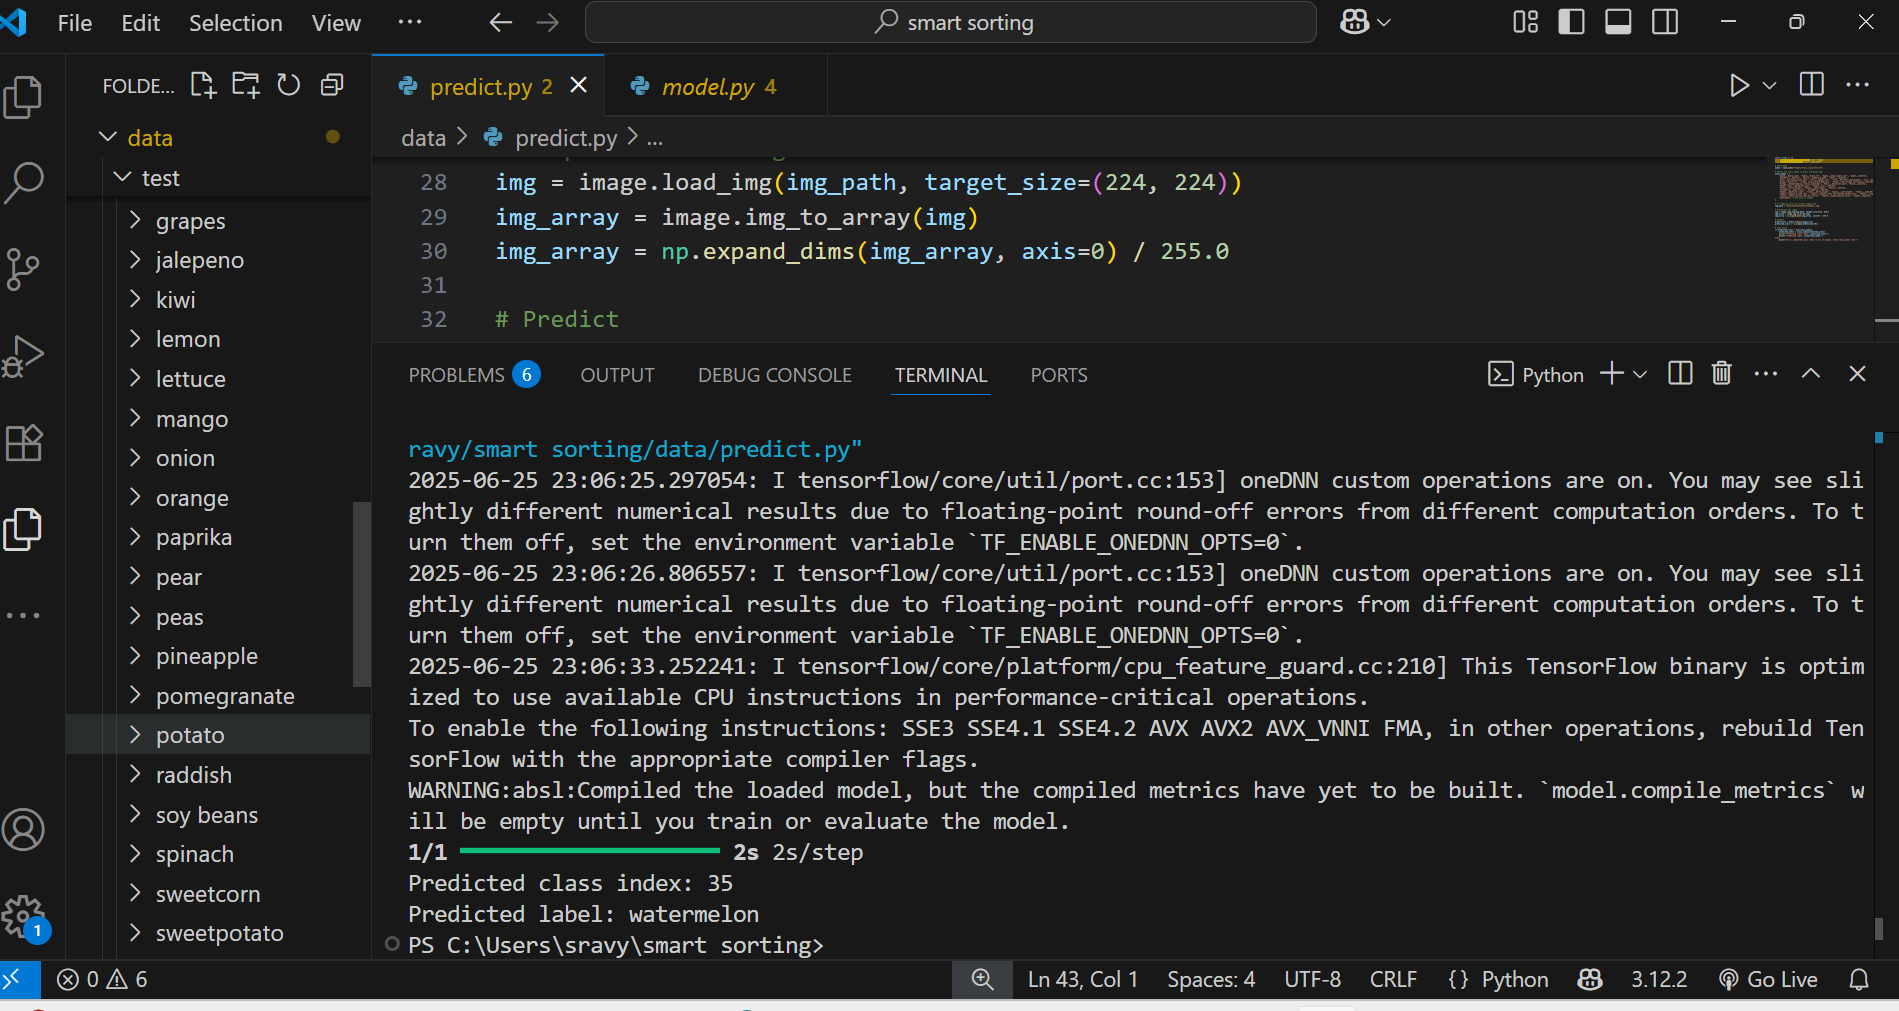 File Edit Selection View ··· smart sorting
FOLDE...
predict.py 2
model.py 4
data
test
grapes
jalepeno
kiwi
lemon
lettuce
mango
onion
orange
paprika
pear
peas
pineapple
pomegranate
potato
raddish
soy beans
spinach
sweetcorn
sweetpotato
data > predict.py > ...
28 img = image.load_img(img_path, target_size=(224, 224))
29 img_array = image.img_to_array(img)
30 img_array = np.expand_dims(img_array, axis=0) / 255.0
31
32 # Predict
PROBLEMS 6 OUTPUT DEBUG CONSOLE TERMINAL PORTS
Python
ravy/smart sorting/data/predict.py"
2025-06-25 23:06:25.297054: I tensorflow/core/util/port.cc:153] oneDNN custom operations are on. You may see sli
ghtly different numerical results due to floating-point round-off errors from different computation orders. To t
urn them off, set the environment variable `TF_ENABLE_ONEDNN_OPTS=0`.
2025-06-25 23:06:26.806557: I tensorflow/core/util/port.cc:153] oneDNN custom operations are on. You may see sli
ghtly different numerical results due to floating-point round-off errors from different computation orders. To t
urn them off, set the environment variable `TF_ENABLE_ONEDNN_OPTS=0`.
2025-06-25 23:06:33.252241: I tensorflow/core/platform/cpu_feature_guard.cc:210] This TensorFlow binary is optim
ized to use available CPU instructions in performance-critical operations.
To enable the following instructions: SSE3 SSE4.1 SSE4.2 AVX AVX2 AVX_VNNI FMA, in other operations, rebuild Ten
sorFlow with the appropriate compiler flags.
WARNING:absl:Compiled the loaded model, but the compiled metrics have yet to be built. `model.compile_metrics` w
ill be empty until you train or evaluate the model.
1/1 2s 2s/step
Predicted class index: 35
Predicted label: watermelon
PS C:\Users\sravy\smart sorting>
1
0 6 Ln 43, Col 1 Spaces: 4 UTF-8 CRLF {} Python 3.12.2 Go Live